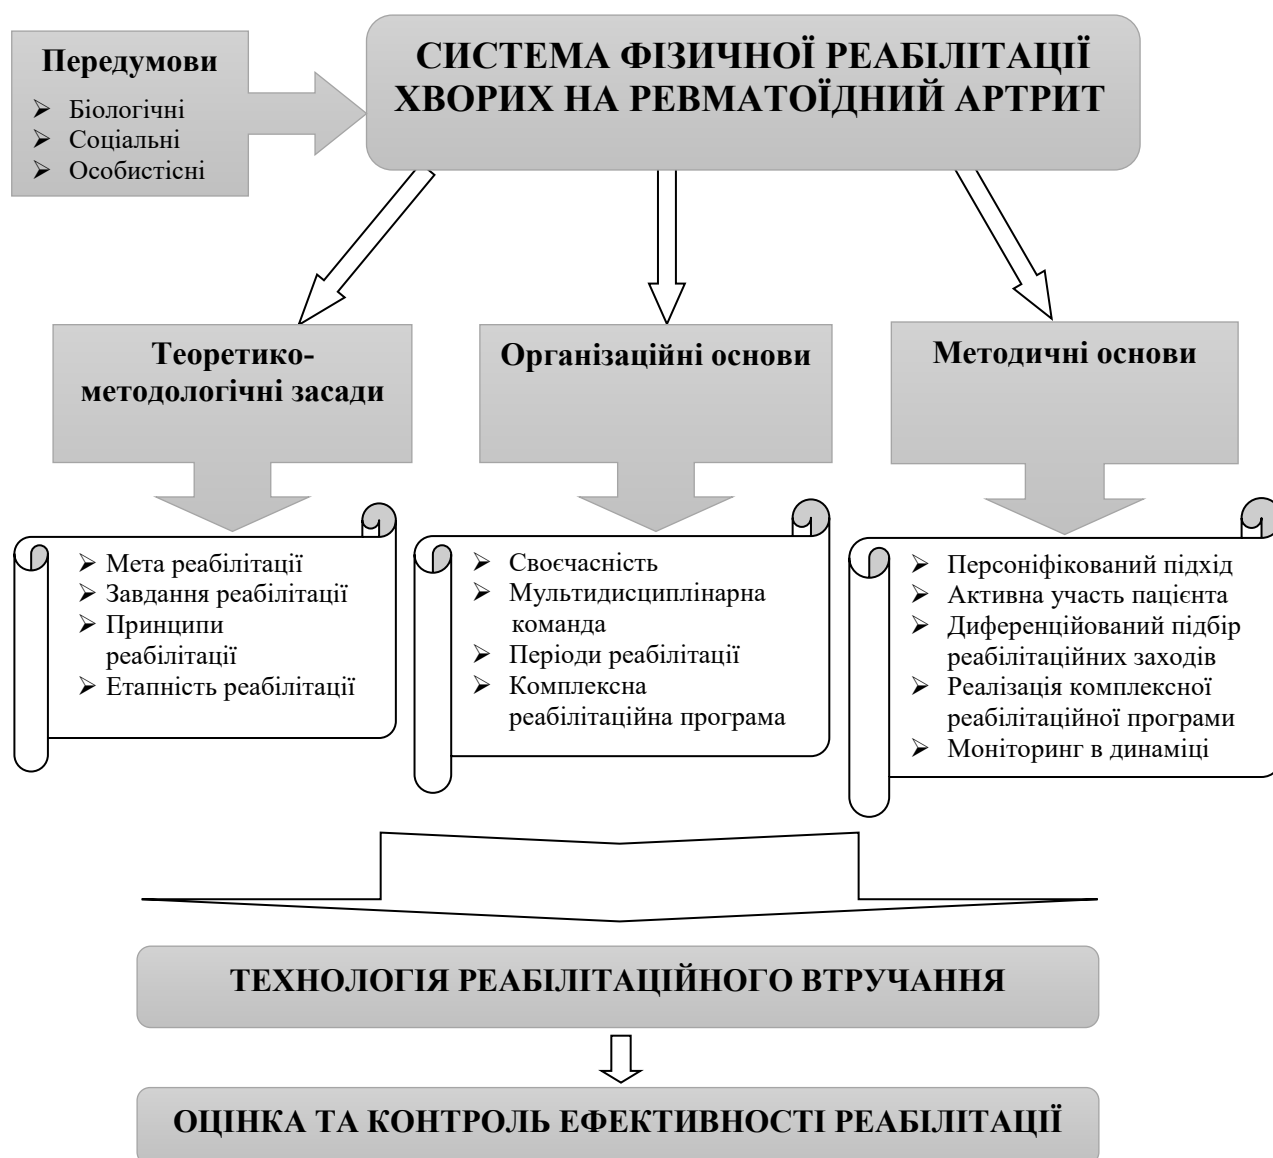 Передумови
Біологічні
Соціальні
Особистісні
СИСТЕМА ФІЗИЧНОЇ РЕАБІЛІТАЦІЇ
ХВОРИХ НА РЕВМАТОЇДНИЙ АРТРИТ
Теоретико-
методологічні засади
Організаційні основи
Методичні основи
Мета реабілітації
Завдання реабілітації
Принципи
реабілітації
Етапність реабілітації
Своєчасність
Мультидисциплінарна
команда
Періоди реабілітації
Комплексна
реабілітаційна програма
Персоніфікований підхід
Активна участь пацієнта
Диференційований підбір
реабілітаційних заходів
Реалізація комплексної
реабілітаційної програми
Моніторинг в динаміці
ТЕХНОЛОГІЯ РЕАБІЛІТАЦІЙНОГО ВТРУЧАННЯ
ОЦІНКА ТА КОНТРОЛЬ ЕФЕКТИВНОСТІ РЕАБІЛІТАЦІЇ